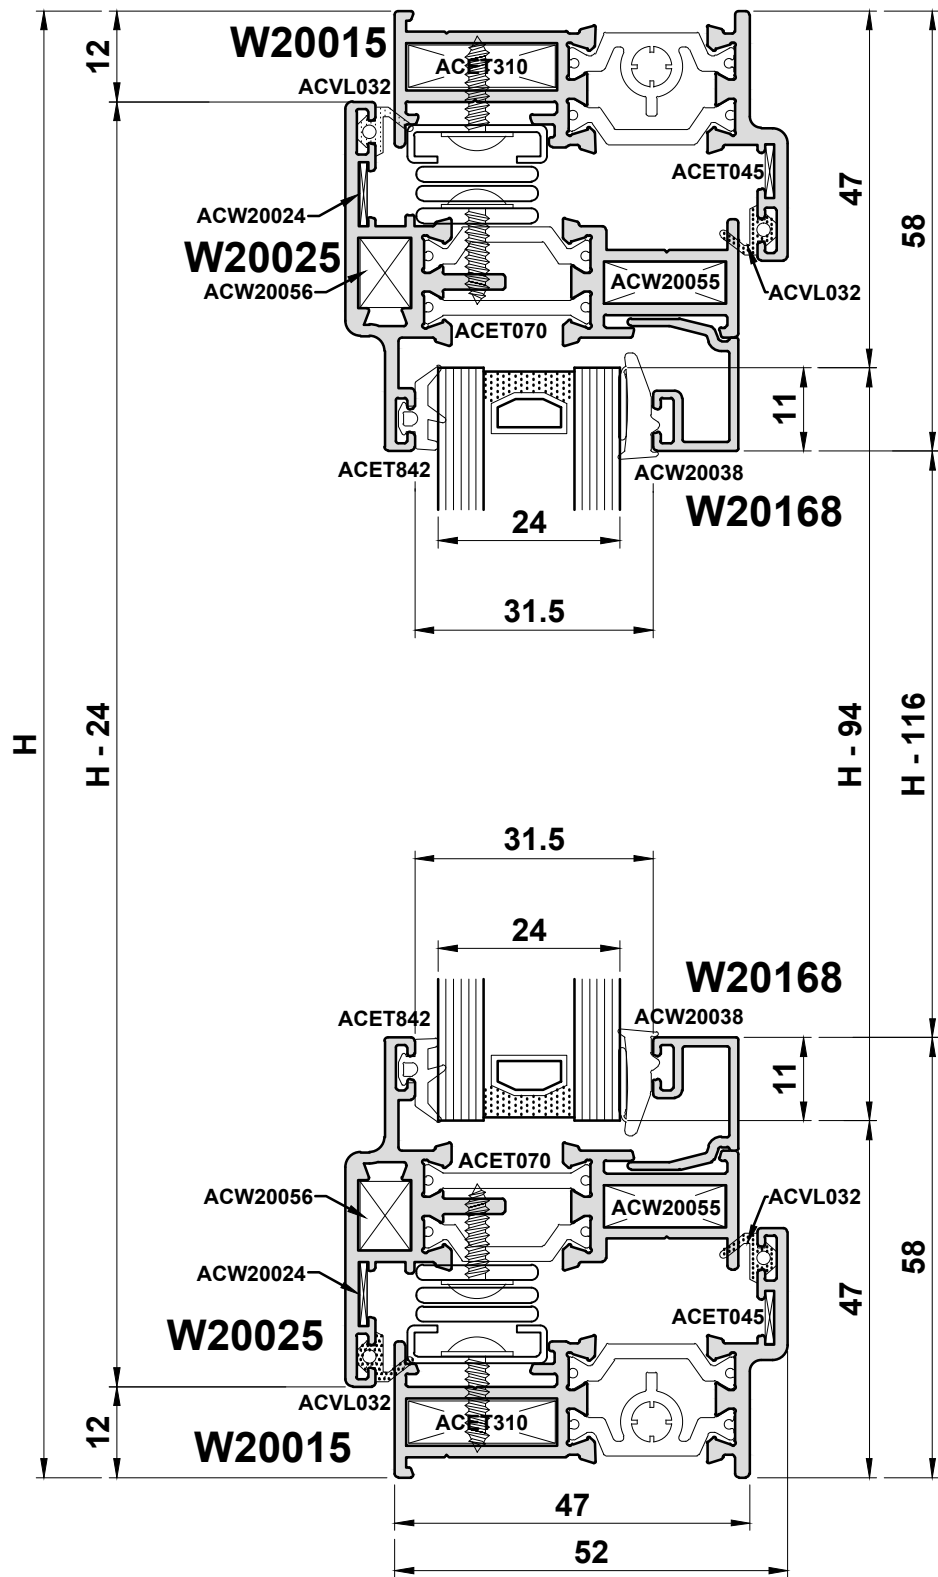 12
W20015
ACET310
ACVL032
ACET045
47
58
ACW20024
W20025
ACW20056
ACW20055
ACVL032
ACET070
11
ACET842
ACW20038
W20168
24
31.5
H
H - 24
H - 94
H - 116
31.5
24
W20168
ACET842
ACW20038
11
ACET070
ACW20056
ACW20055
ACVL032
ACW20024
ACET045
47
58
W20025
ACVL032
12
ACET310
W20015
47
52